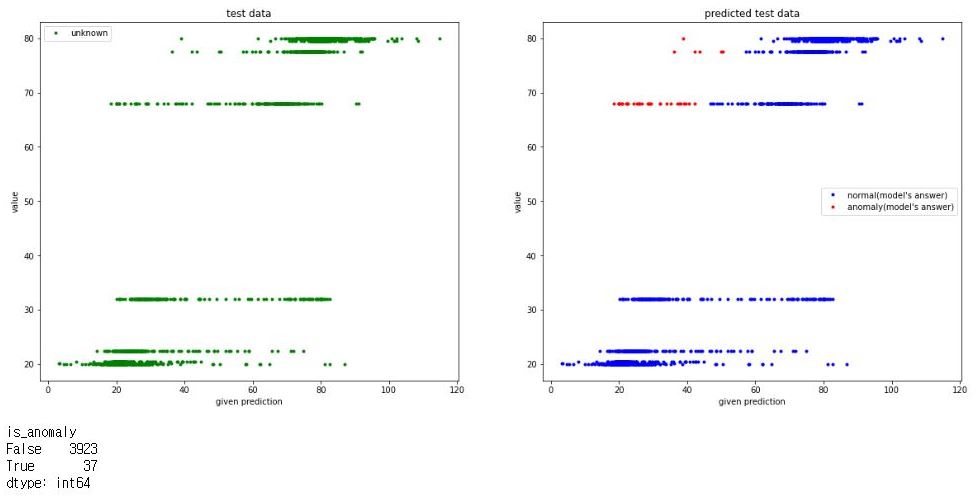 test data
unknown
value
80
70
60
50
40
30
20
0 20 40 60 80 100 120
given prediction
predicted test data
normal(model's answer)
anomaly(model's answer)
value
80
70
60
50
40
30
20
0 20 40 60 80 100 120
given prediction
is_anomaly
False 3923
True 37
dtype: int64